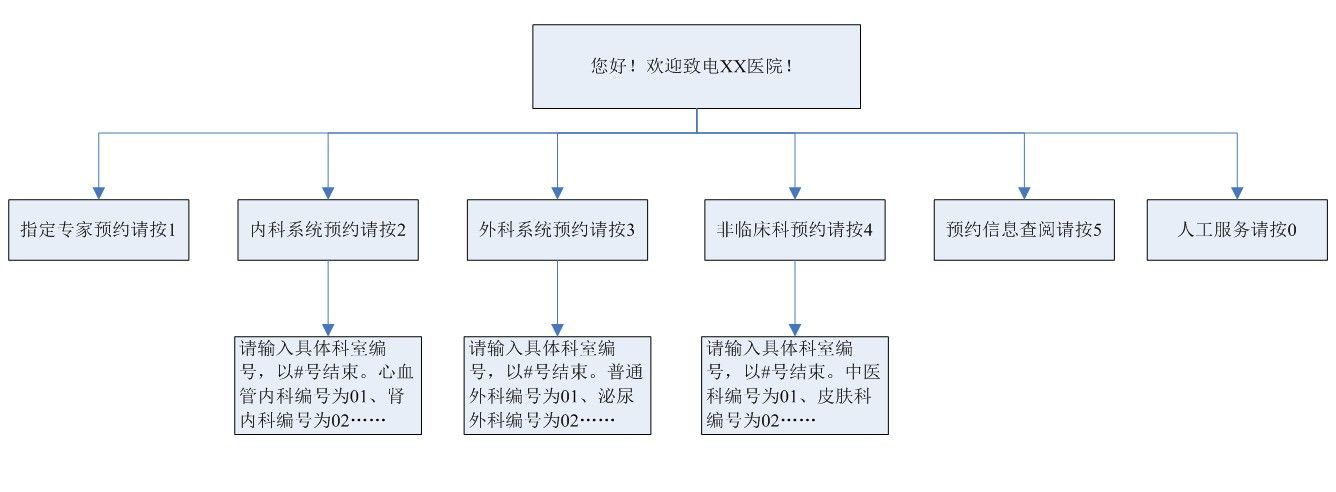 您好！欢迎致电XX医院！
指定专家预约请按1
内科系统预约请按2
外科系统预约请按3
非临床科预约请按4
预约信息查阅请按5
人工服务请按0
请输入具体科室编
号，以#号结束。心血
管内科编号为01、肾
内科编号为02……
请输入具体科室编
号，以#号结束。普通
外科编号为01、泌尿
外科编号为02……
请输入具体科室编
号，以#号结束。中医
科编号为01、皮肤科
编号为02……